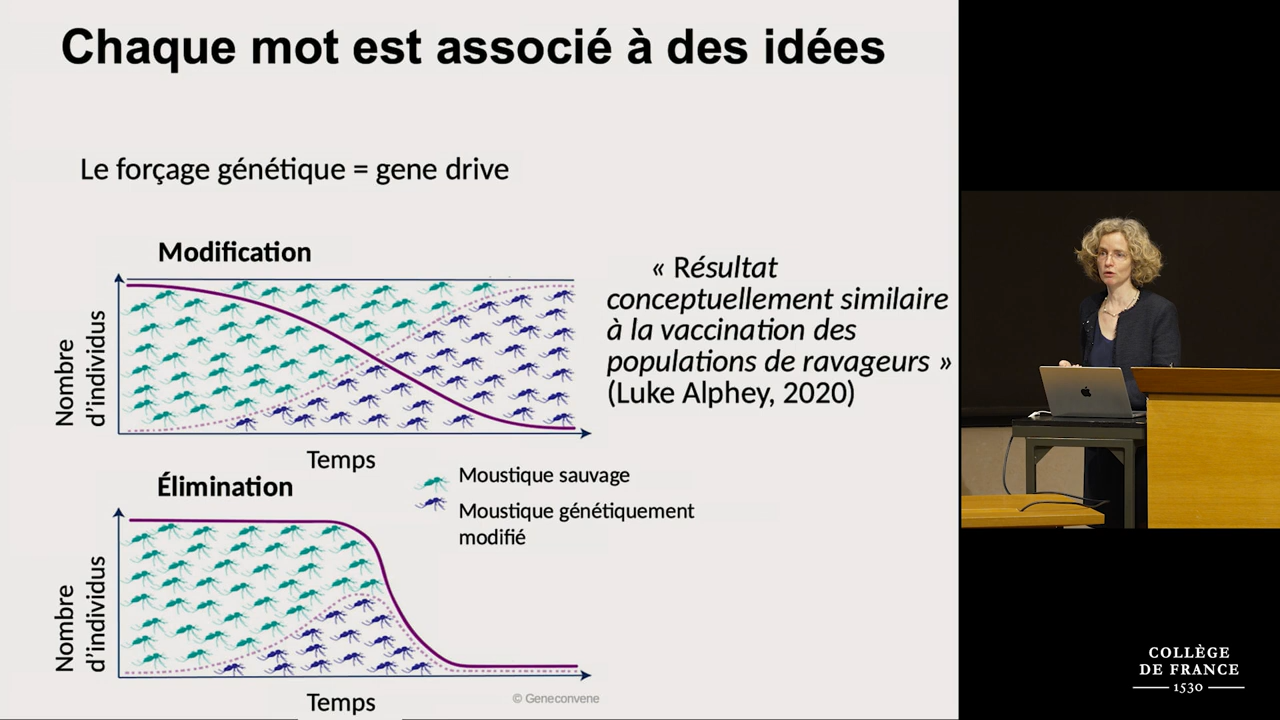 Chaque mot est associé à des idées
Le forçage génétique = gene drive
Modification
Nombre
d'individus
Temps
« Résultat
conceptuellement similaire
à la vaccination des
populations de ravageurs »
(Luke Alphey, 2020)
Moustique sauvage
Moustique génétiquement
modifié
Élimination
Nombre
d'individus
Temps
© Geneconvene
COLLÈGE
DE FRANCE
1530